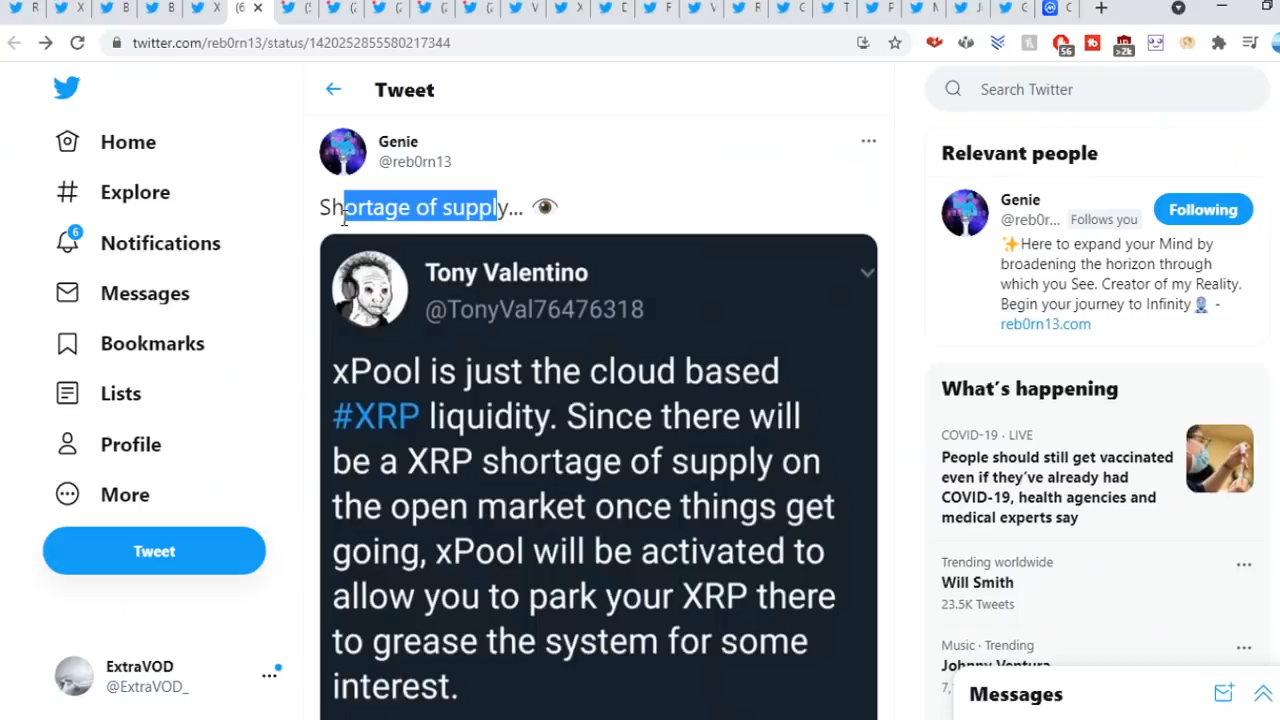 R
X
B
B
X
(6
(5
(2
(
(
(
V
X
D
F
V
R
C
T
P
N
J
C
C
twitter.com/reb0rn13/status/1420252855580217344
56
>2k
Home
Explore
6
Notifications
Messages
Bookmarks
Lists
Profile
More
Tweet
ExtraVOD
@ExtraVOD_
Tweet
Genie
@reb0rn13
Shortage of supply...
Tony Valentino
@TonyVal76476318
xPool is just the cloud based
#XRP liquidity. Since there will
be a XRP shortage of supply on
the open market once things get
going, xPool will be activated to
allow you to park your XRP there
to grease the system for some
interest.
Search Twitter
Relevant people
Genie
@reb0r... Follows you
Following
✨Here to expand your Mind by
broadening the horizon through
which you See. Creator of my Reality.
Begin your journey to Infinity -
reb0rn13.com
What's happening
COVID-19 · LIVE
People should still get vaccinated
even if they've already had
COVID-19, health agencies and
medical experts say
Trending worldwide
Will Smith
23.5K Tweets
Music · Trending
Johnny Ventura
7,
Messages